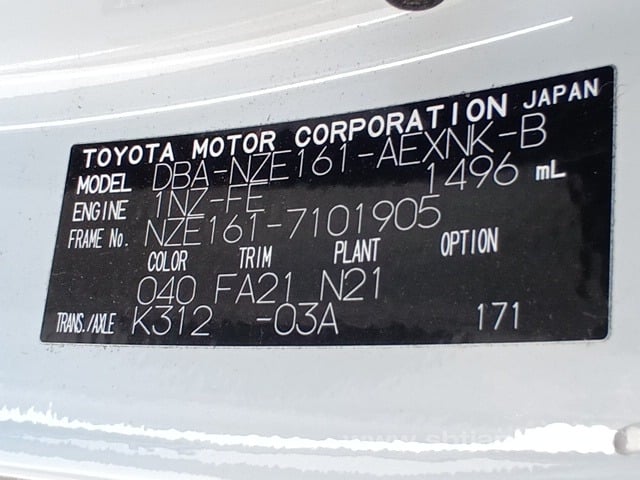 TOYOTA MOTOR CORPORATION JAPAN
MODEL DBA-NZE161-AEXNK-B
ENGINE 1NZ-FE 1496 mL
FRAME No. NZE161-7101905
COLOR TRIM PLANT OPTION
040 FA21 N21
TRANS./AXLE K312 -03A 171